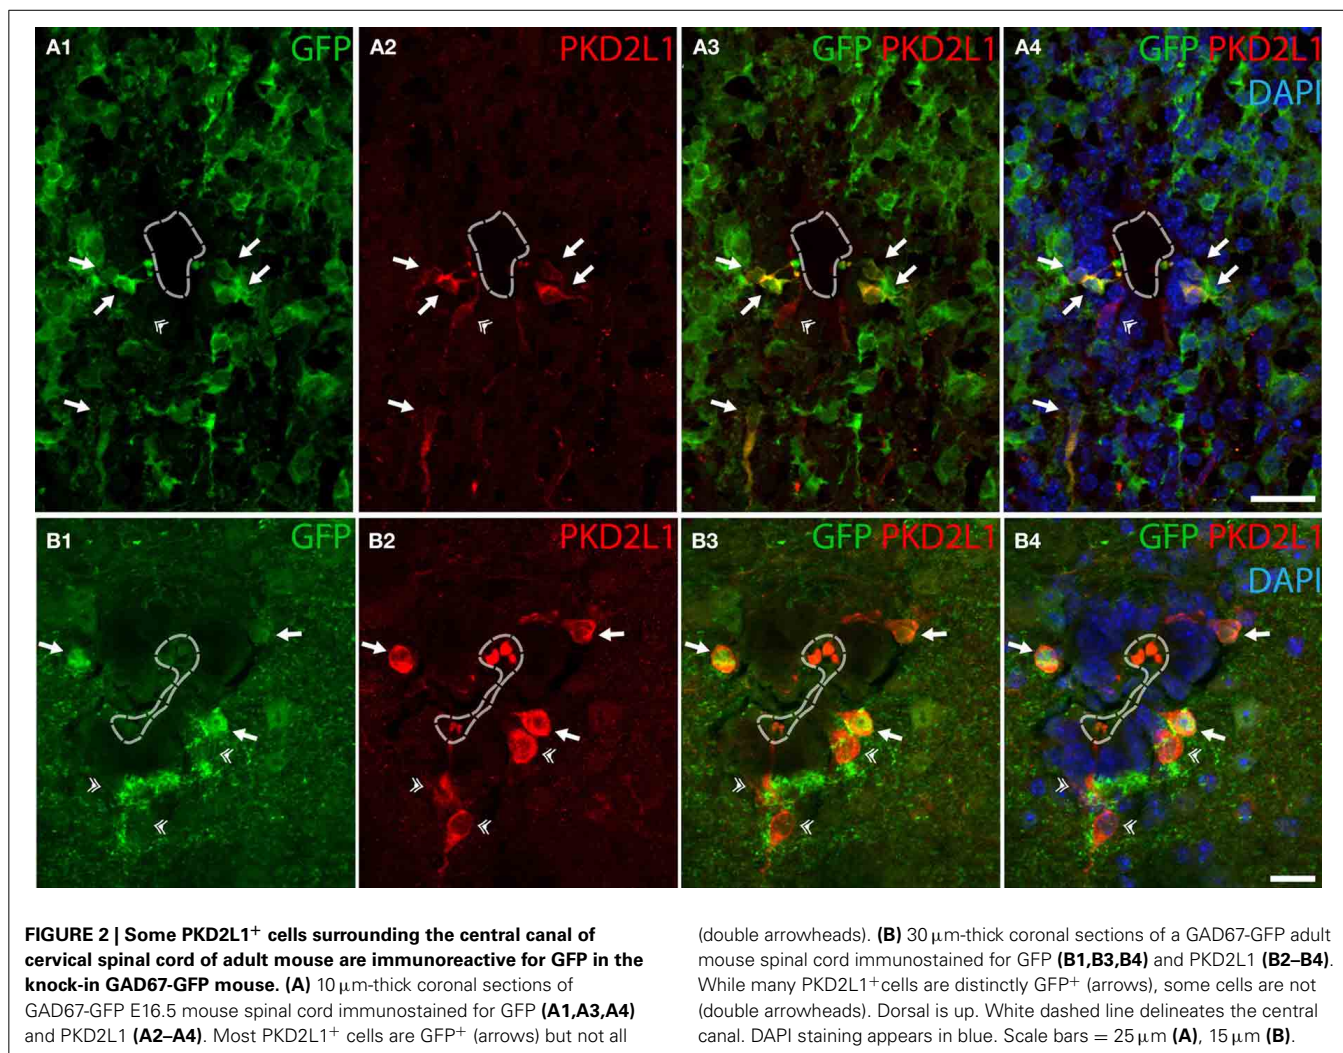 A1 GFP
A2 PKD2L1
A3 GFP PKD2L1
A4 GFP PKD2L1
DAPI
B1 GFP
B2 PKD2L1
B3 GFP PKD2L1
B4 GFP PKD2L1
DAPI
FIGURE 2 | Some PKD2L1+ cells surrounding the central canal of
cervical spinal cord of adult mouse are immunoreactive for GFP in the
knock-in GAD67-GFP mouse. (A) 10 μm-thick coronal sections of
GAD67-GFP E16.5 mouse spinal cord immunostained for GFP (A1,A3,A4)
and PKD2L1 (A2–A4). Most PKD2L1+ cells are GFP+ (arrows) but not all
(double arrowheads). (B) 30 μm-thick coronal sections of a GAD67-GFP adult
mouse spinal cord immunostained for GFP (B1,B3,B4) and PKD2L1 (B2–B4).
While many PKD2L1+cells are distinctly GFP+ (arrows), some cells are not
(double arrowheads). Dorsal is up. White dashed line delineates the central
canal. DAPI staining appears in blue. Scale bars = 25 μm (A), 15 μm (B).